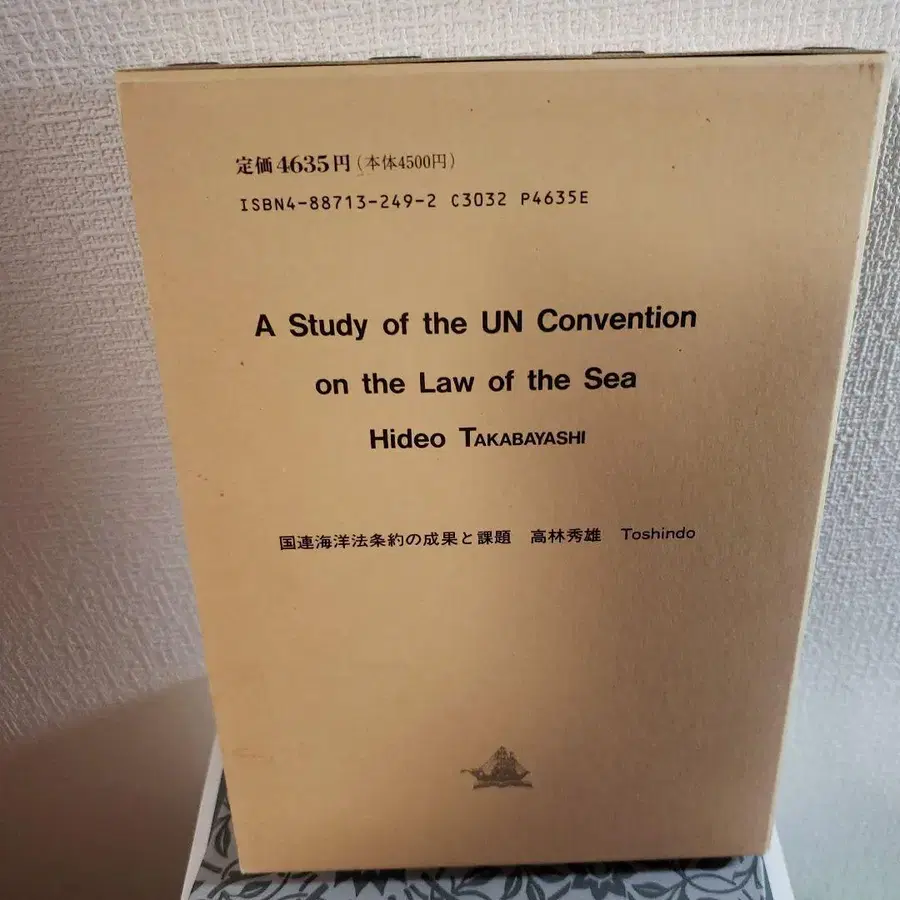 定価4635円(本体4500円)
ISBN4-88713-249-2 C3032 P4635E
A Study of the UN Convention
on the Law of the Sea
Hideo TAKABAYASHI
国連海洋法条約の成果と課題 高林秀雄 Toshindo